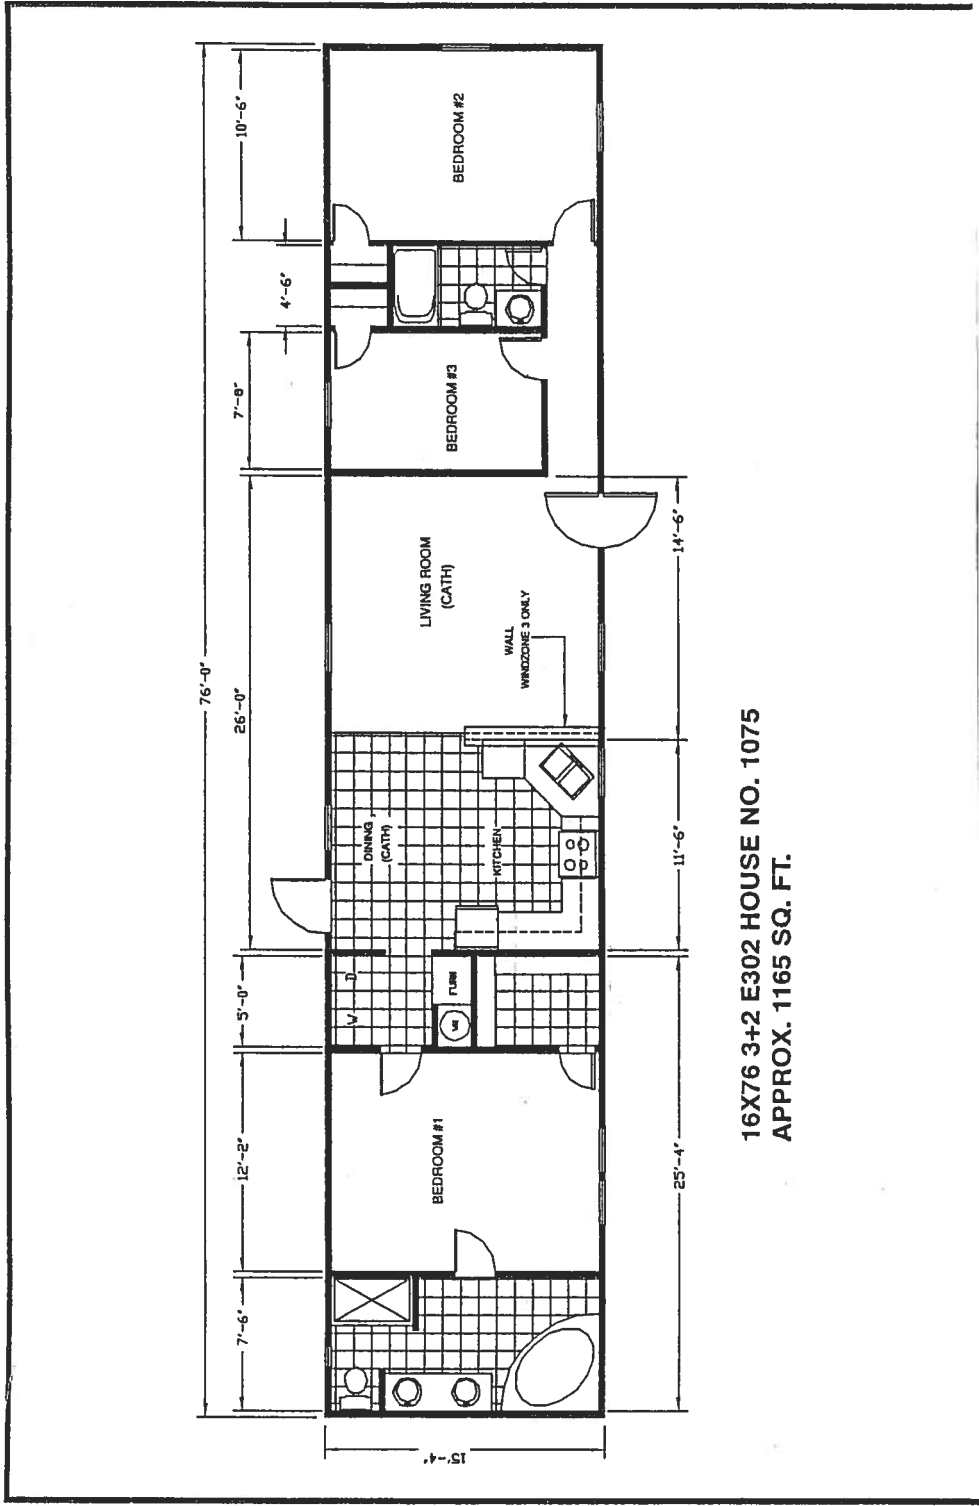 76'-0"
7'-6"
12'-2"
5'-0"
26'-0"
7'-8"
4'-6"
10'-6"
15'-4"
BEDROOM #1
W D
WH
FURN
DINING
(CATH)
KITCHEN
LIVING ROOM
(CATH)
WALL
WINDZONE 3 ONLY
BEDROOM #3
BEDROOM #2
25'-4"
11'-6"
14'-6"
16X76 3+2 E302 HOUSE NO. 1075
APPROX. 1165 SQ. FT.